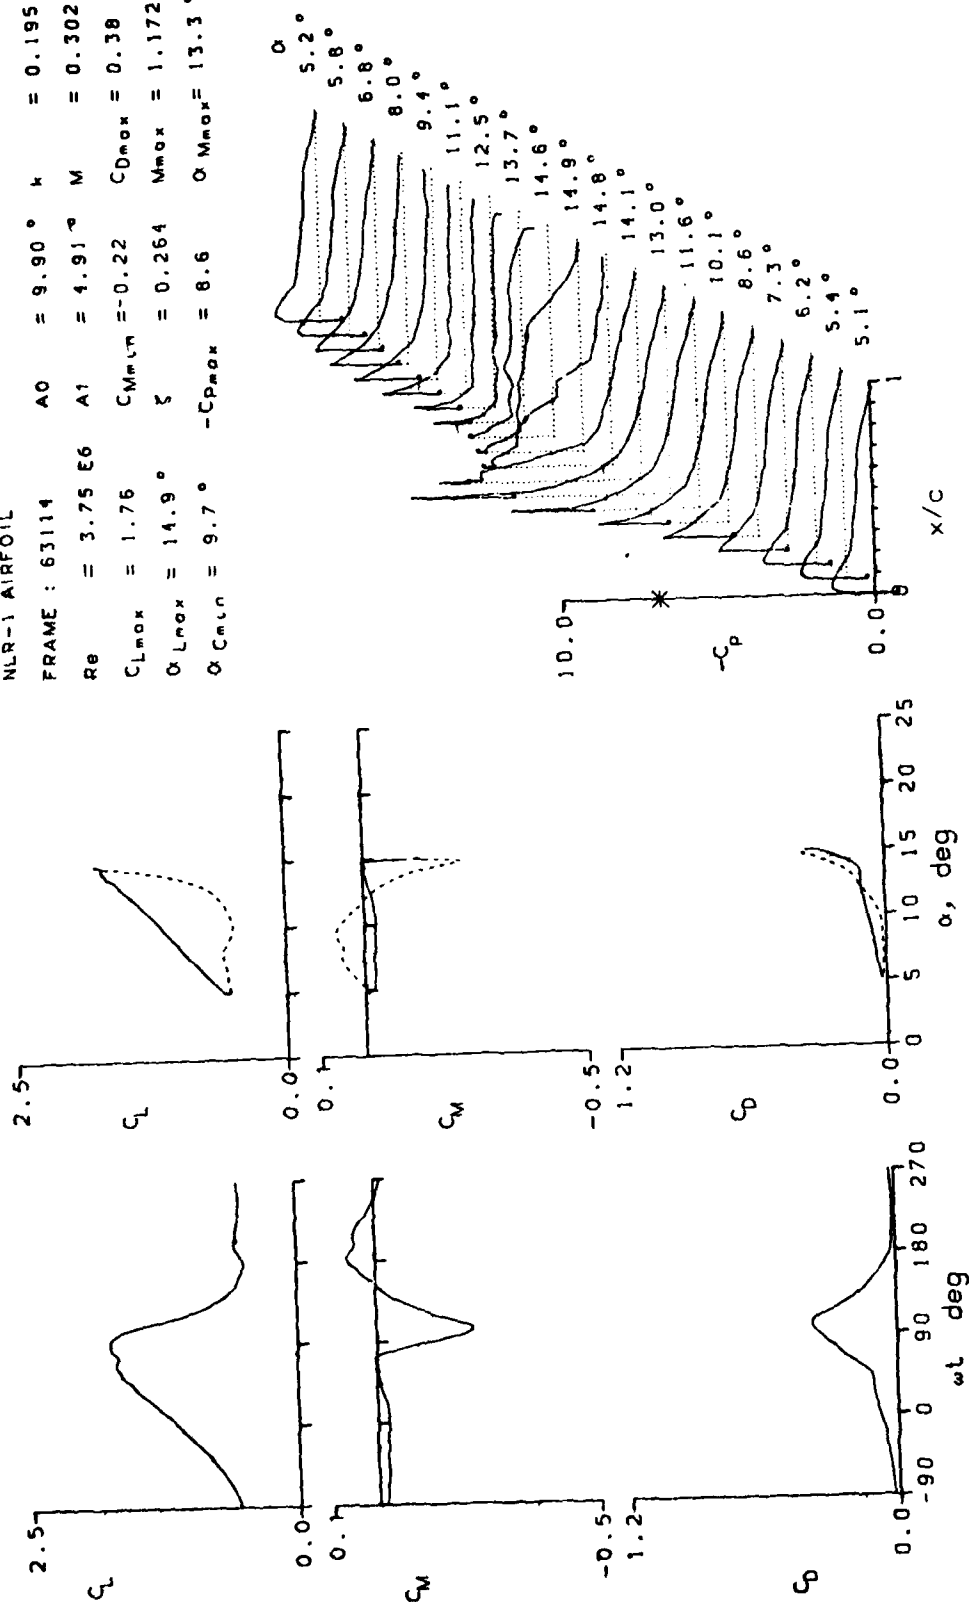 NLR-1 AIRFOIL
FRAME : 63114 A0 = 9.90° k = 0.195
Re = 3.75 E6 A1 = 4.91° M = 0.302
CLmax = 1.76 CMmin =-0.22 CDmax = 0.38
αLmax = 14.9° ζ = 0.264 Mmax = 1.172
αCmin = 9.7° -CPmax = 8.6 αMmax= 13.3°
α
5.2°
5.8°
6.8°
8.0°
9.4°
11.1°
12.5°
13.7°
14.6°
14.9°
14.8°
14.1°
13.0°
11.6°
10.1°
8.6°
7.3°
6.2°
5.4°
5.1°
10.0
-Cp
0.0
0
1
x/c
2.5
CL
0.0
0.1
CM
-0.5
1.2
CD
0.0
0 5 10 15 20 25
α, deg
2.5
CL
0.0
0.1
CM
-0.5
1.2
CD
0.0
-90 0 90 180 270
ωt deg